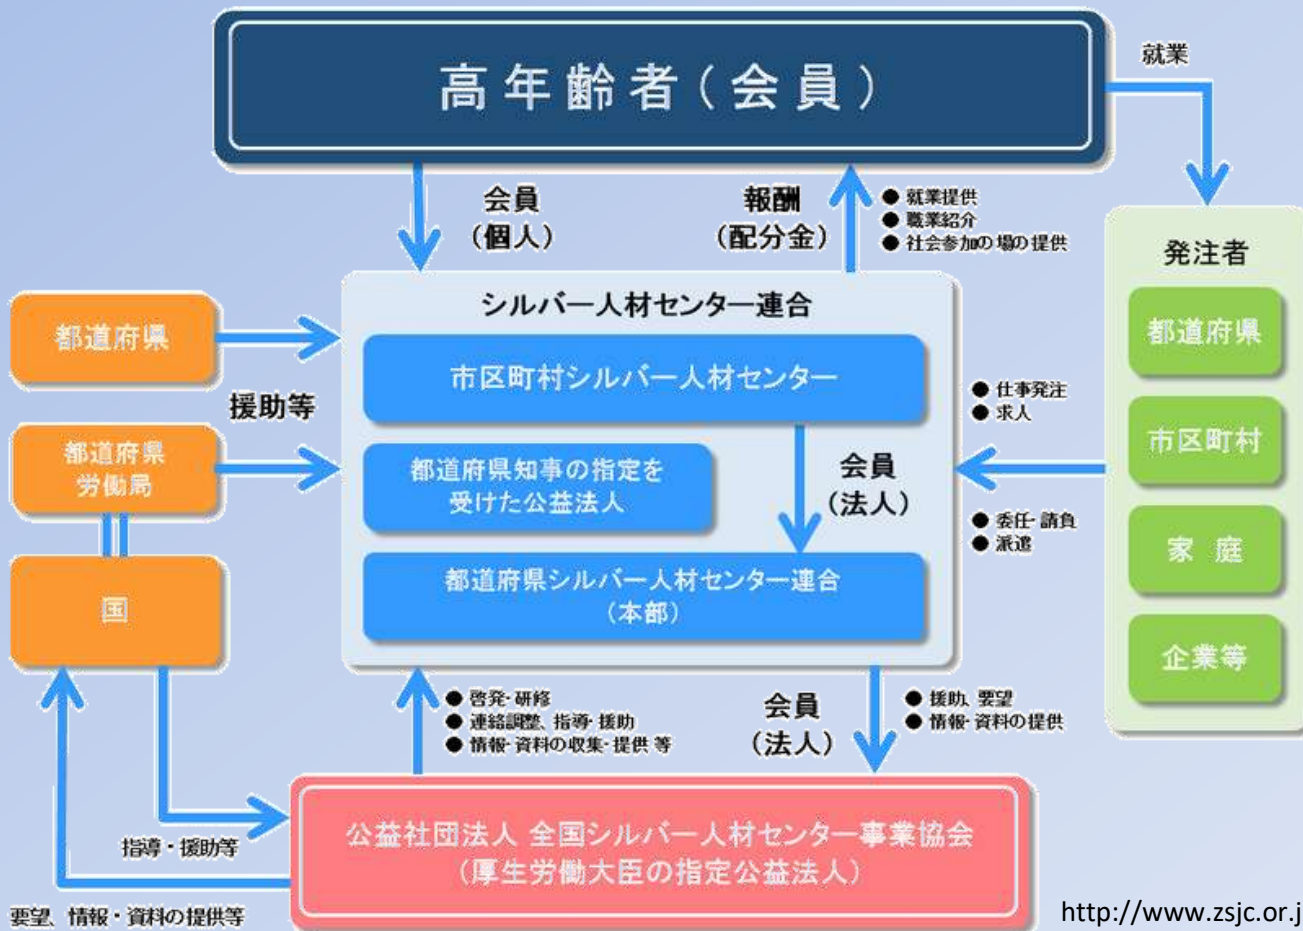 高年齢者(会員)
就業
会員
(個人)
報酬
(配分金)
● 就業提供
● 職業紹介
● 社会参加の場の提供
発注者
都道府県
市区町村
家 庭
企業等
シルバー人材センター連合
市区町村シルバー人材センター
都道府県知事の指定を
受けた公益法人
会員
(法人)
都道府県シルバー人材センター連合
(本部)
都道府県
援助等
都道府県
労働局
国
● 仕事発注
● 求人
● 委任・請負
● 派遣
● 啓発・研修
● 連絡調整、指導・援助
● 情報・資料の収集・提供 等
会員
(法人)
● 援助、要望
● 情報・資料の提供
公益社団法人 全国シルバー人材センター事業協会
(厚生労働大臣の指定公益法人)
指導・援助等
要望、情報・資料の提供等
http://www.zsjc.or.j